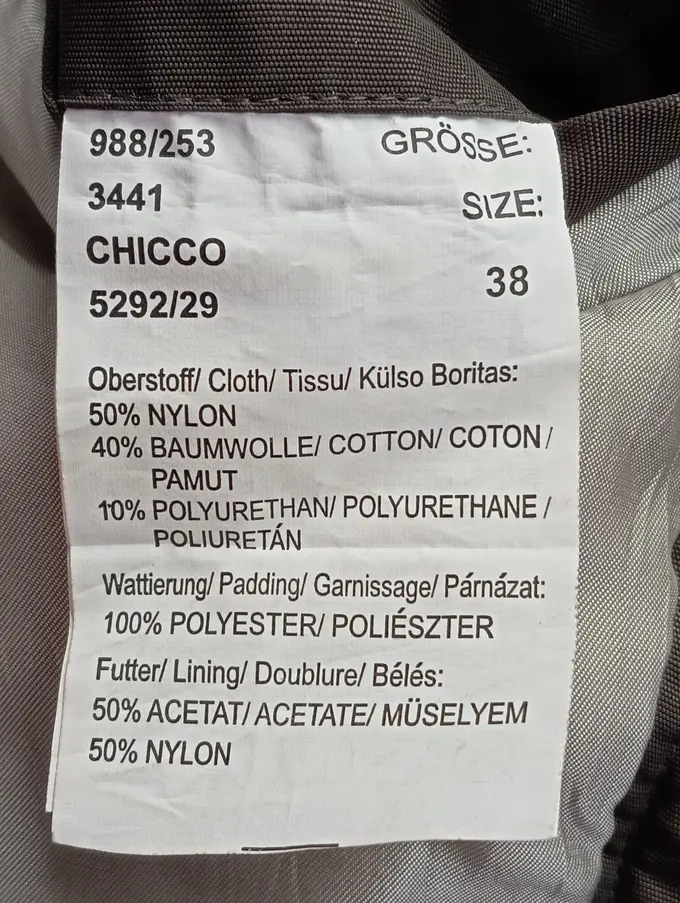 988/253
3441
CHICCO
5292/29
GRÖSSE:
SIZE:
38
Oberstoff/ Cloth/ Tissu/ Külso Boritas:
50% NYLON
40% BAUMWOLLE/ COTTON/ COTON/
PAMUT
10% POLYURETHAN/ POLYURETHANE/
POLIURETÁN
Wattierung/ Padding/ Garnissage/ Párnázat:
100% POLYESTER/ POLIÉSZTER
Futter/ Lining/ Doublure/ Bélés:
50% ACETAT/ ACETATE/ MÜSELYEM
50% NYLON